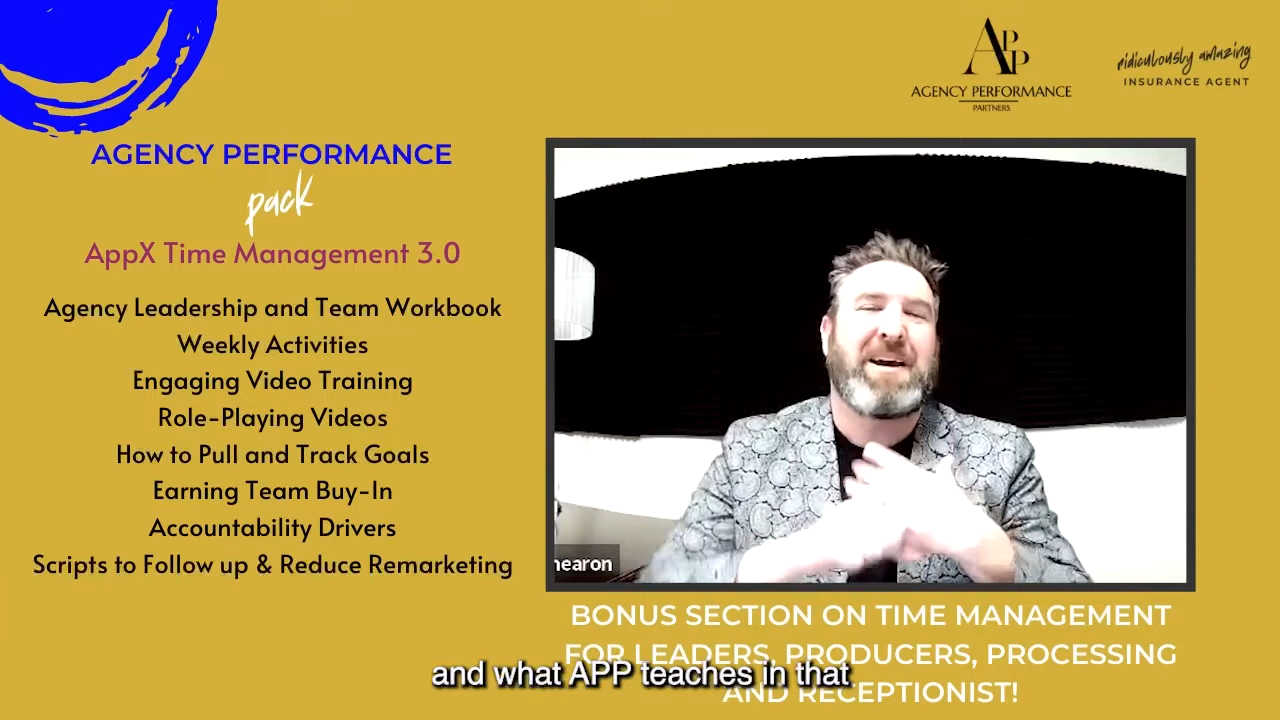 APP
AGENCY PERFORMANCE
PARTNERS
ridiculously amazing
INSURANCE AGENT
AGENCY PERFORMANCE
pack
AppX Time Management 3.0
Agency Leadership and Team Workbook
Weekly Activities
Engaging Video Training
Role-Playing Videos
How to Pull and Track Goals
Earning Team Buy-In
Accountability Drivers
Scripts to Follow up & Reduce Remarketing
hearon
BONUS SECTION ON TIME MANAGEMENT
FOR LEADERS, PRODUCERS, PROCESSING
and what APP teaches in that
AND RECEPTIONIST!